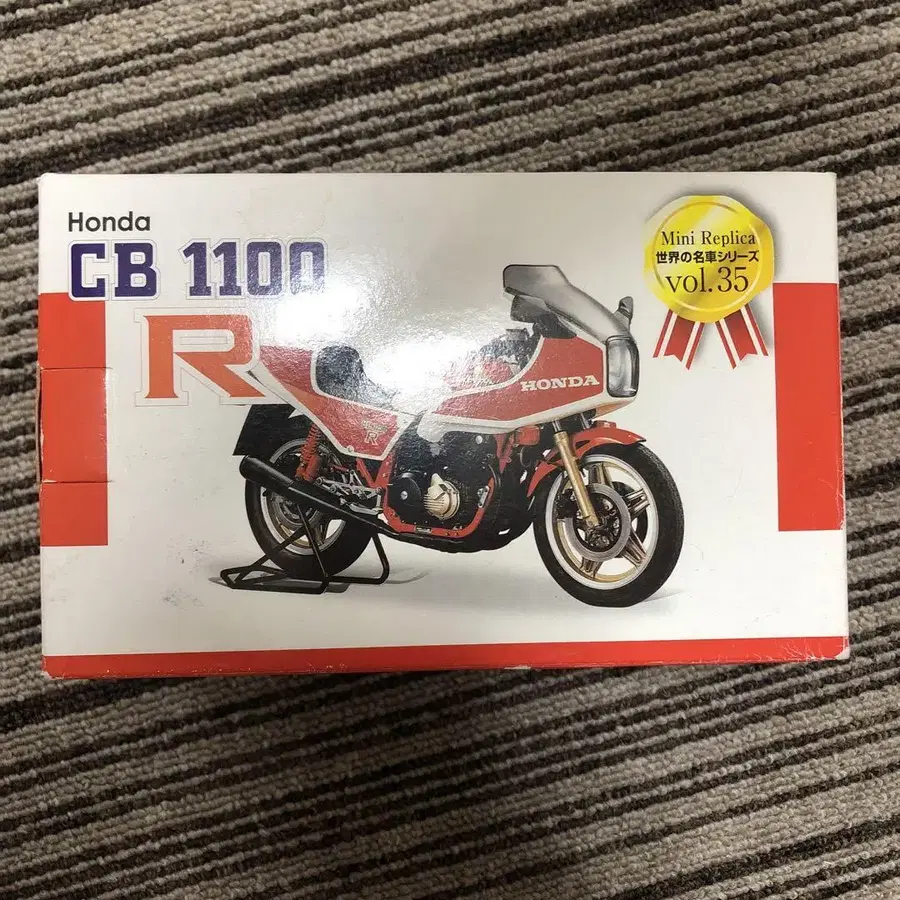 Honda
CB 1100
R
Mini Replica
世界の名車シリーズ
vol.35
HONDA
R